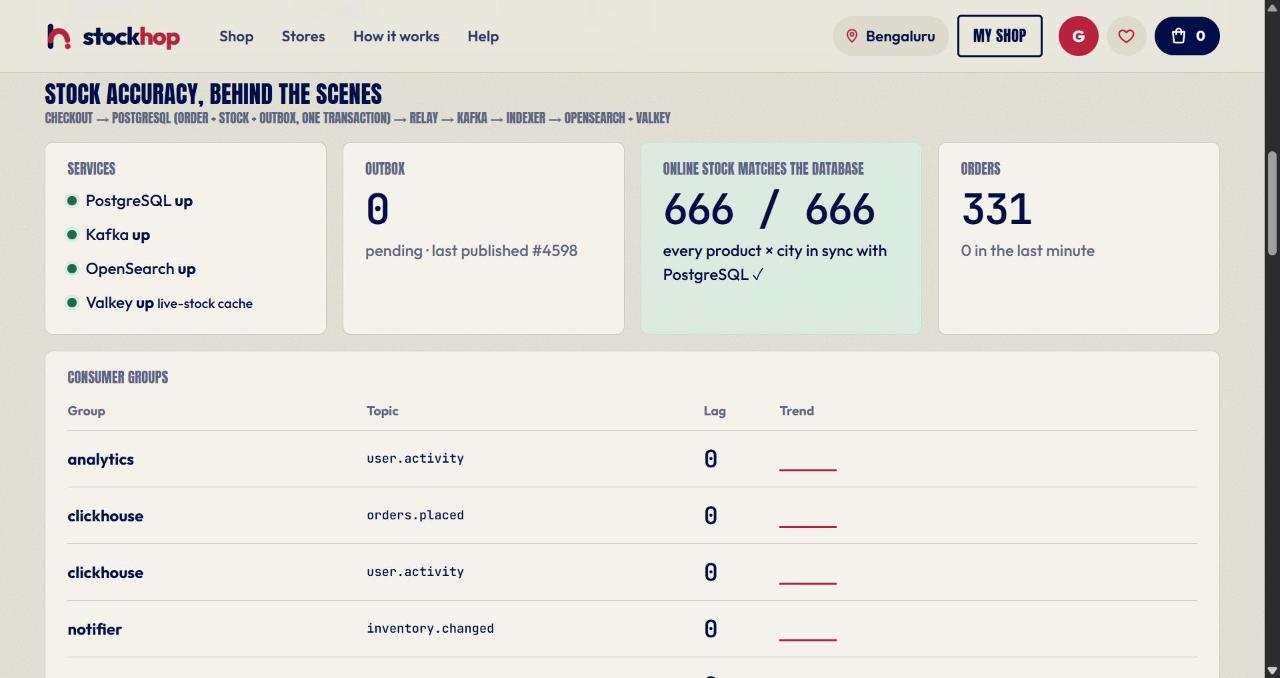 stockhop Shop Stores How it works Help Bengaluru MY SHOP G 0
STOCK ACCURACY, BEHIND THE SCENES
CHECKOUT → POSTGRESQL (ORDER + STOCK + OUTBOX, ONE TRANSACTION) → RELAY → KAFKA → INDEXER → OPENSEARCH + VALKEY
SERVICES
PostgreSQL up
Kafka up
OpenSearch up
Valkey up live-stock cache
OUTBOX
0
pending · last published #4598
ONLINE STOCK MATCHES THE DATABASE
666 / 666
every product × city in sync with
PostgreSQL ✓
ORDERS
331
0 in the last minute
CONSUMER GROUPS
Group Topic Lag Trend
analytics user.activity 0
clickhouse orders.placed 0
clickhouse user.activity 0
notifier inventory.changed 0